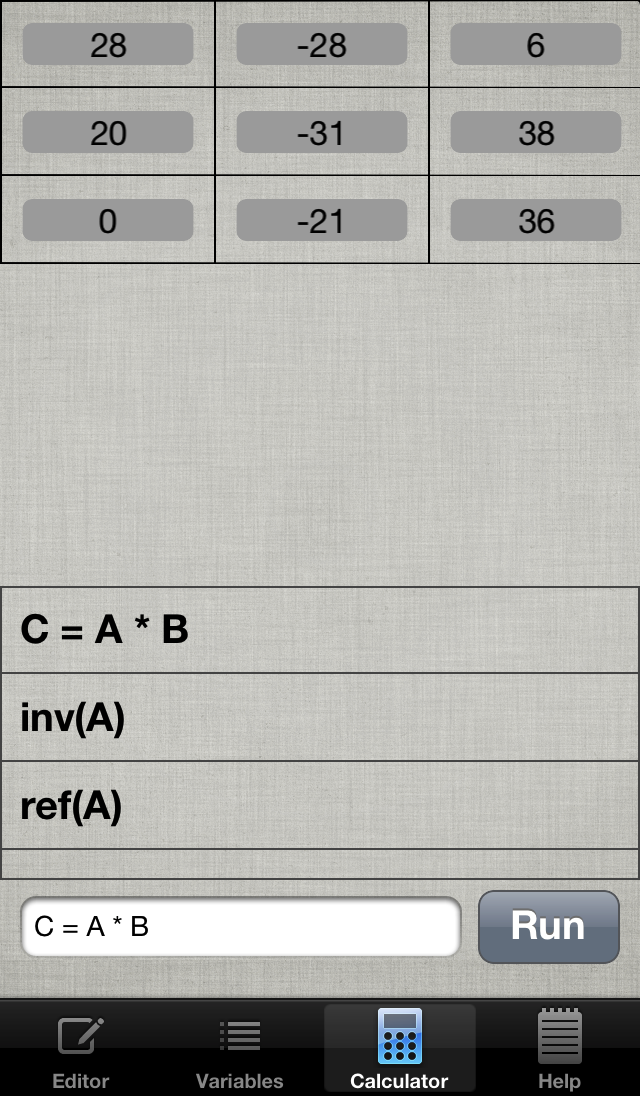 28 -28 6
20 -31 38
0 -21 36
C = A * B
inv(A)
ref(A)
C = A * B
Run
Editor Variables Calculator Help